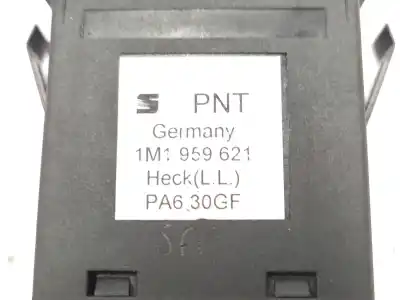 PNT
Germany
1M1 959 621
Heck(L.L.)
PA6.30GF